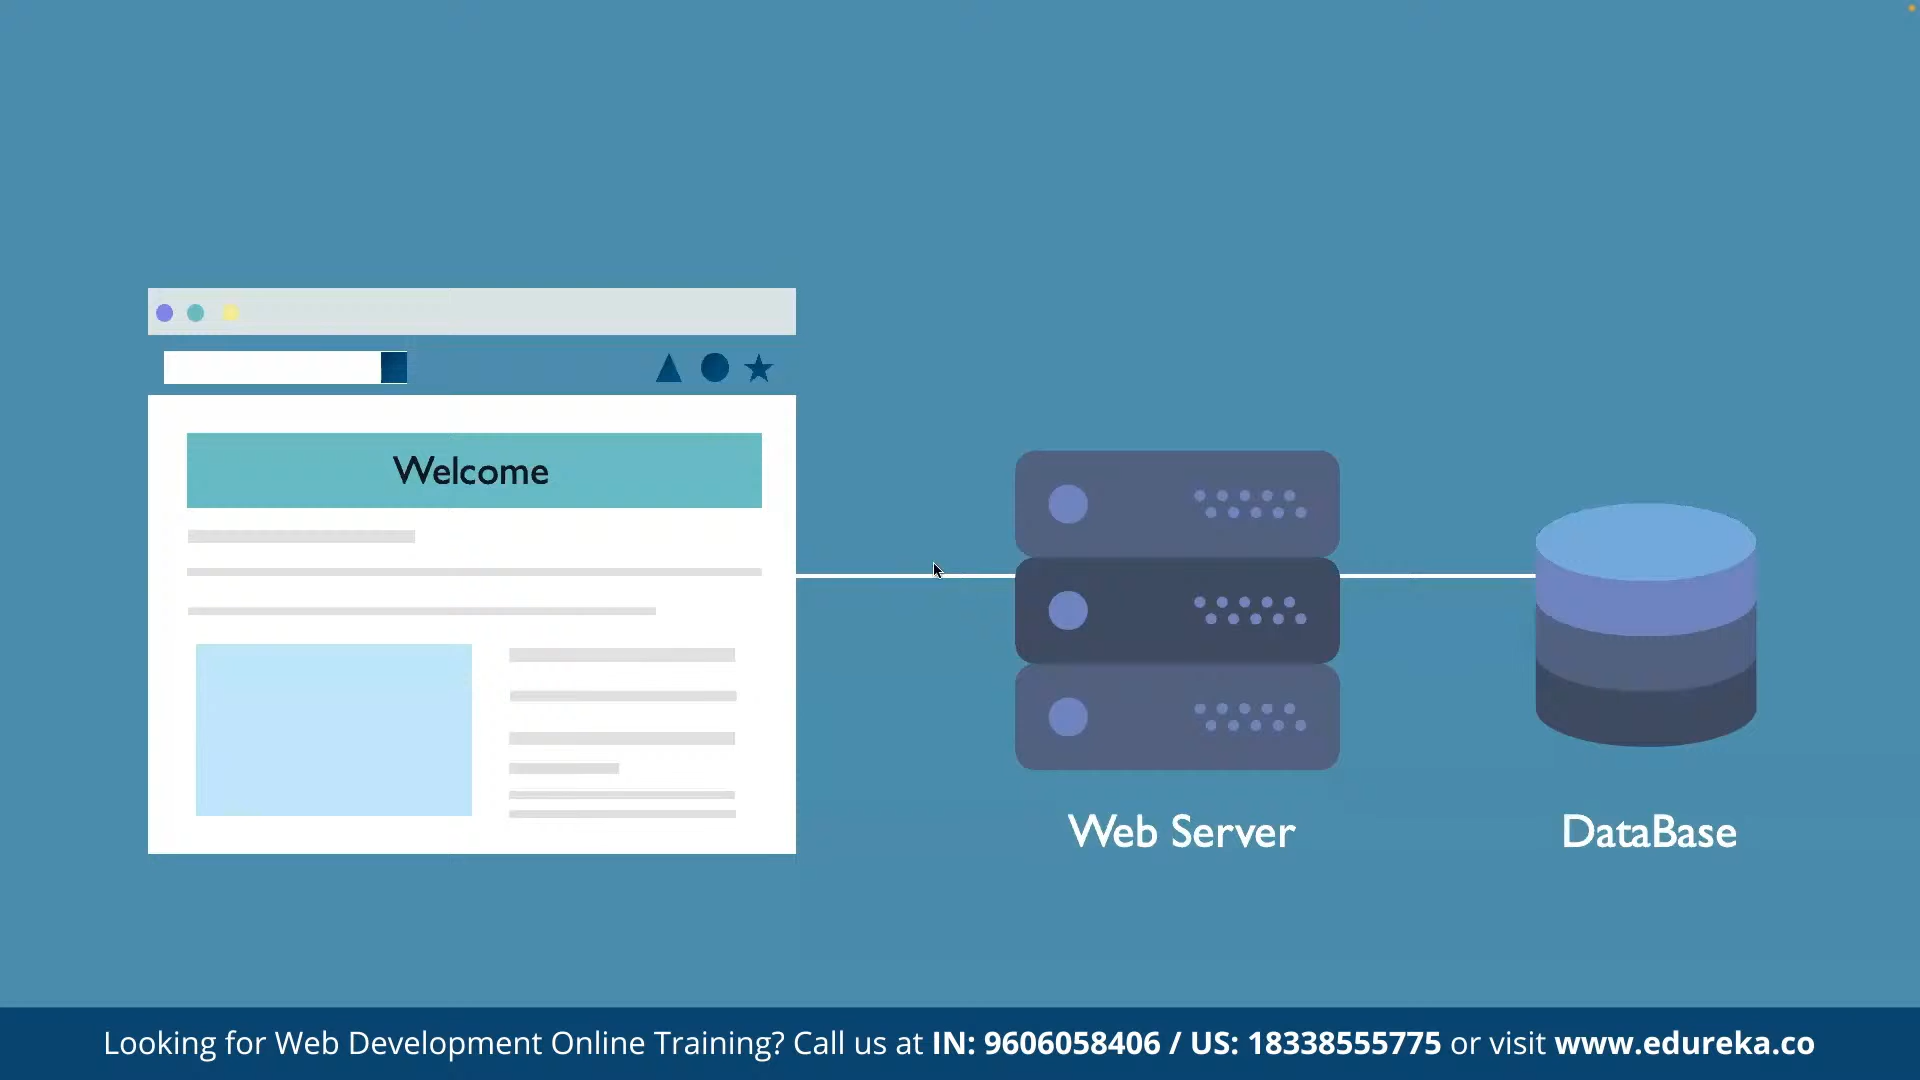 Welcome
Web Server
DataBase
Looking for Web Development Online Training? Call us at IN: 9606058406 / US: 18338555775 or visit www.edureka.co